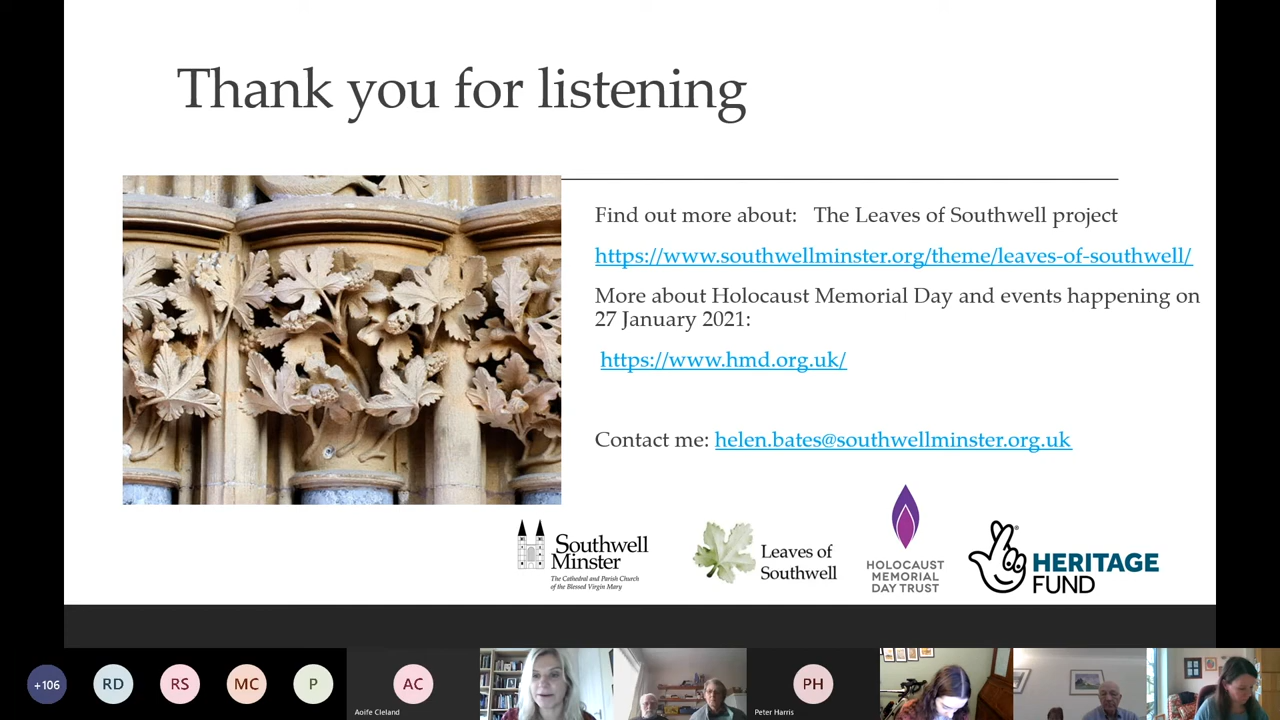 Thank you for listening
Find out more about: The Leaves of Southwell project
https://www.southwellminster.org/theme/leaves-of-southwell/
More about Holocaust Memorial Day and events happening on
27 January 2021:
https://www.hmd.org.uk/
Contact me: helen.bates@southwellminster.org.uk
Southwell
Minster
The Cathedral and Parish Church
of the Blessed Virgin Mary
Leaves of
Southwell
HOLOCAUST
MEMORIAL
DAY TRUST
HERITAGE
FUND
+106
RD
RS
MC
P
AC
Aoife Cleland
PH
Peter Harris